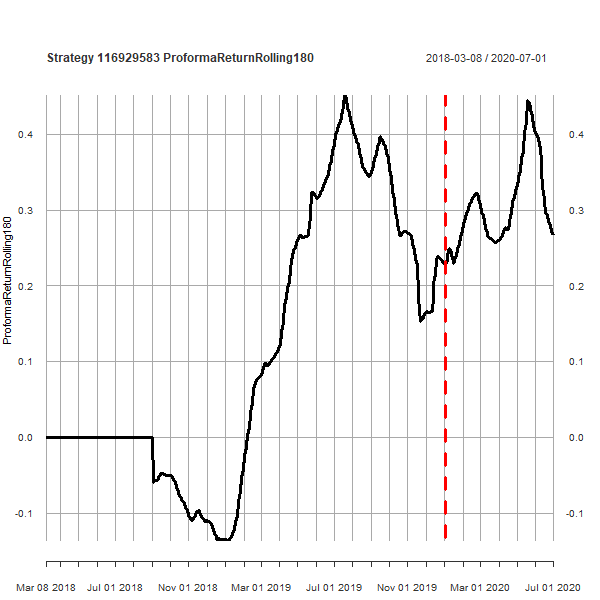 Strategy 116929583 ProformaReturnRolling180
2018-03-08 / 2020-07-01
ProformaReturnRolling180
0.4
0.3
0.2
0.1
0.0
-0.1
0.4
0.3
0.2
0.1
0.0
-0.1
Mar 08 2018
Jul 01 2018
Nov 01 2018
Mar 01 2019
Jul 01 2019
Nov 01 2019
Mar 01 2020
Jul 01 2020